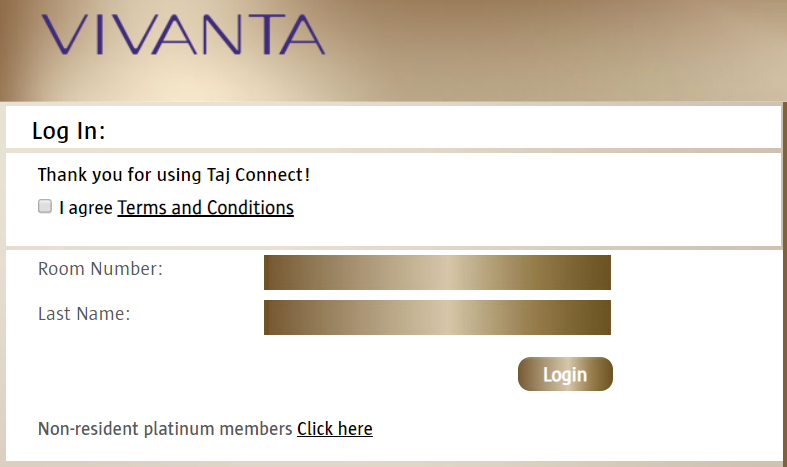 VIVANTA
Log In:
Thank you for using Taj Connect!
I agree Terms and Conditions
Room Number:
Last Name:
Login
Non-resident platinum members Click here